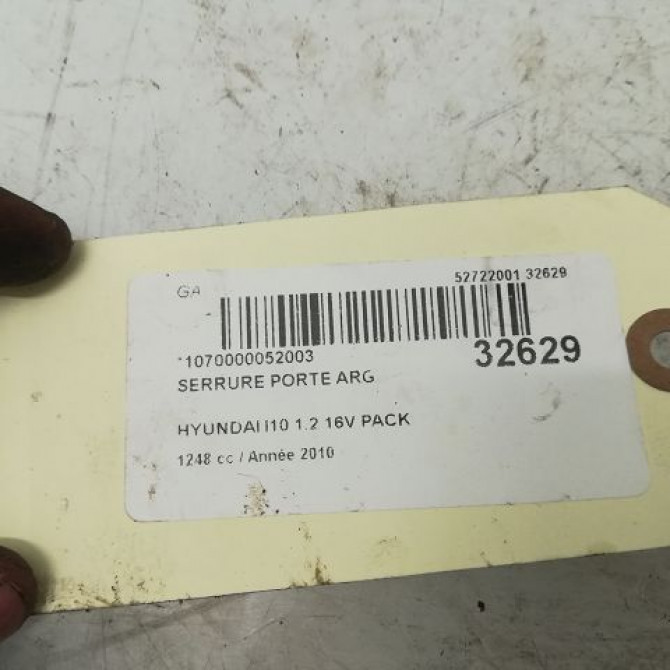 GA
52722001 32629
*1070000052003
32629
SERRURE PORTE ARG
HYUNDAI I10 1.2 16V PACK
1248 cc / Année 2010